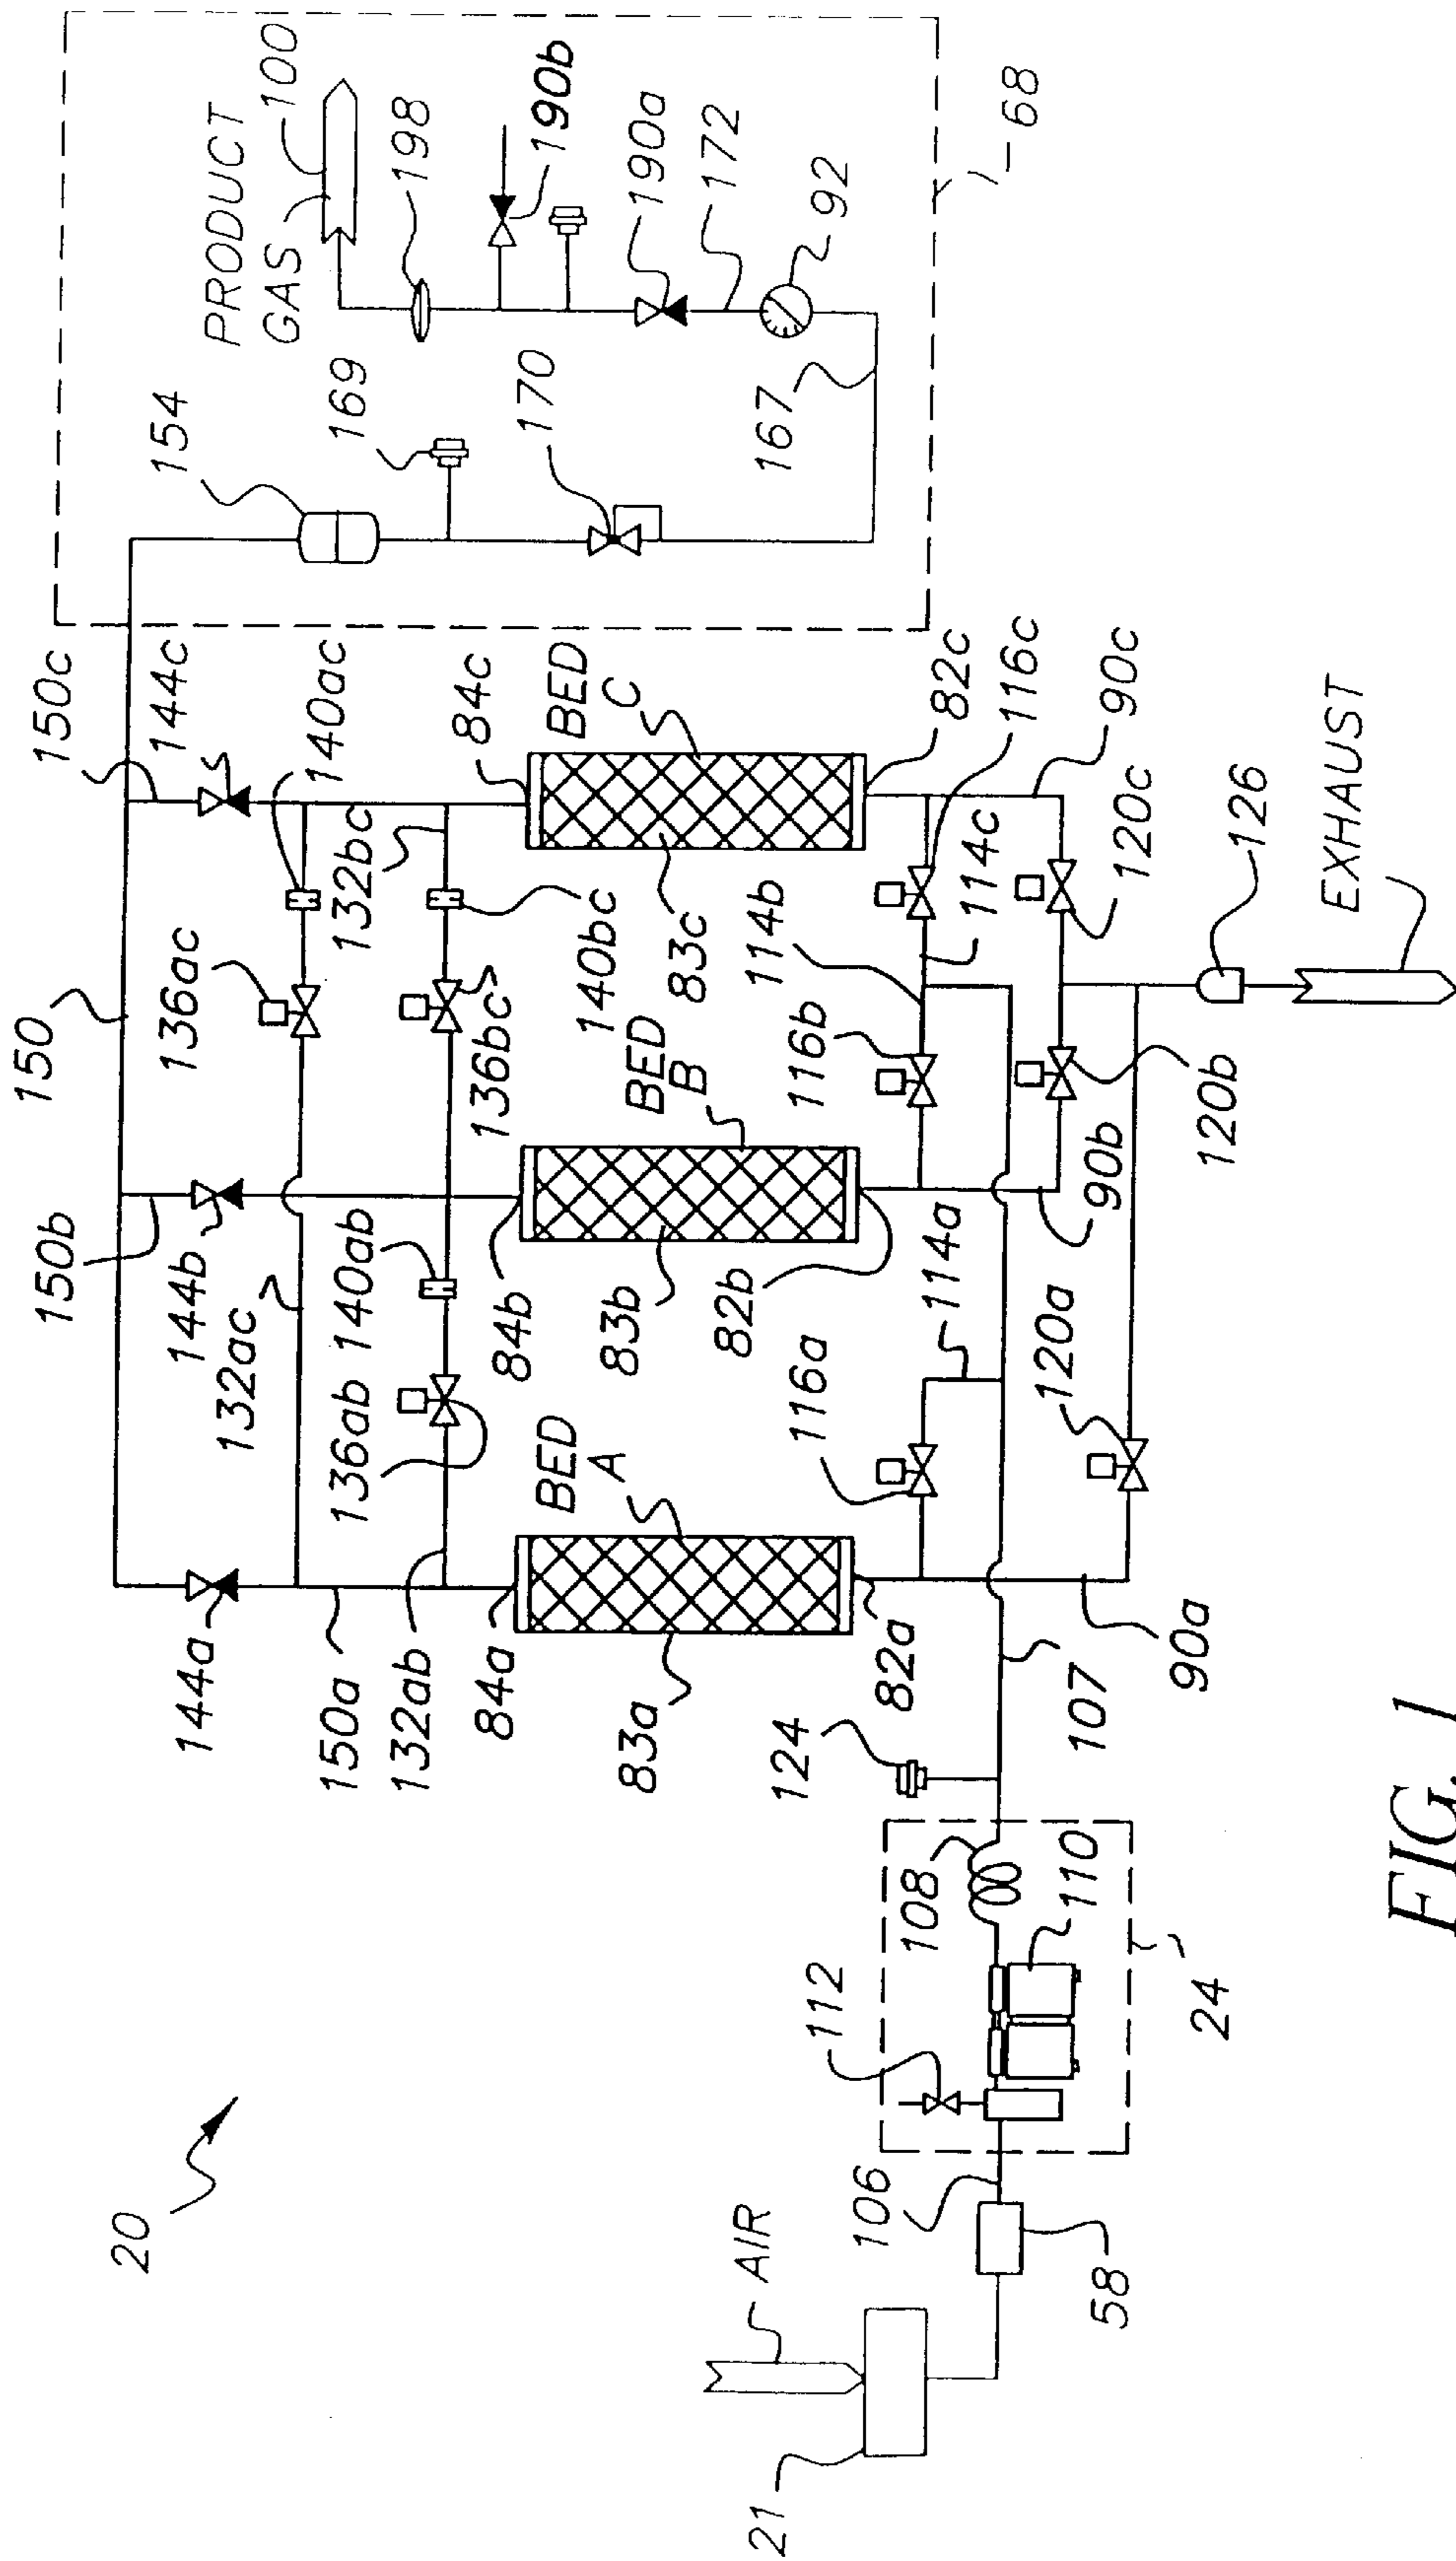 20
150
150b
150c
144a
144b
144c
132ac
136ac
140ac
150a
132ab
136ab
140ab
132bc
136bc
140bc
84a
84b
84c
BED
A
BED
B
BED
C
83a
83b
83c
82a
82b
82c
116a
114a
116b
114b
114c
116c
90a
90b
90c
120a
120b
120c
126
EXHAUST
107
124
108
110
112
24
106
58
AIR
21
154
169
170
167
PRODUCT
GAS
100
198
190b
190a
172
92
68
FIG. 1